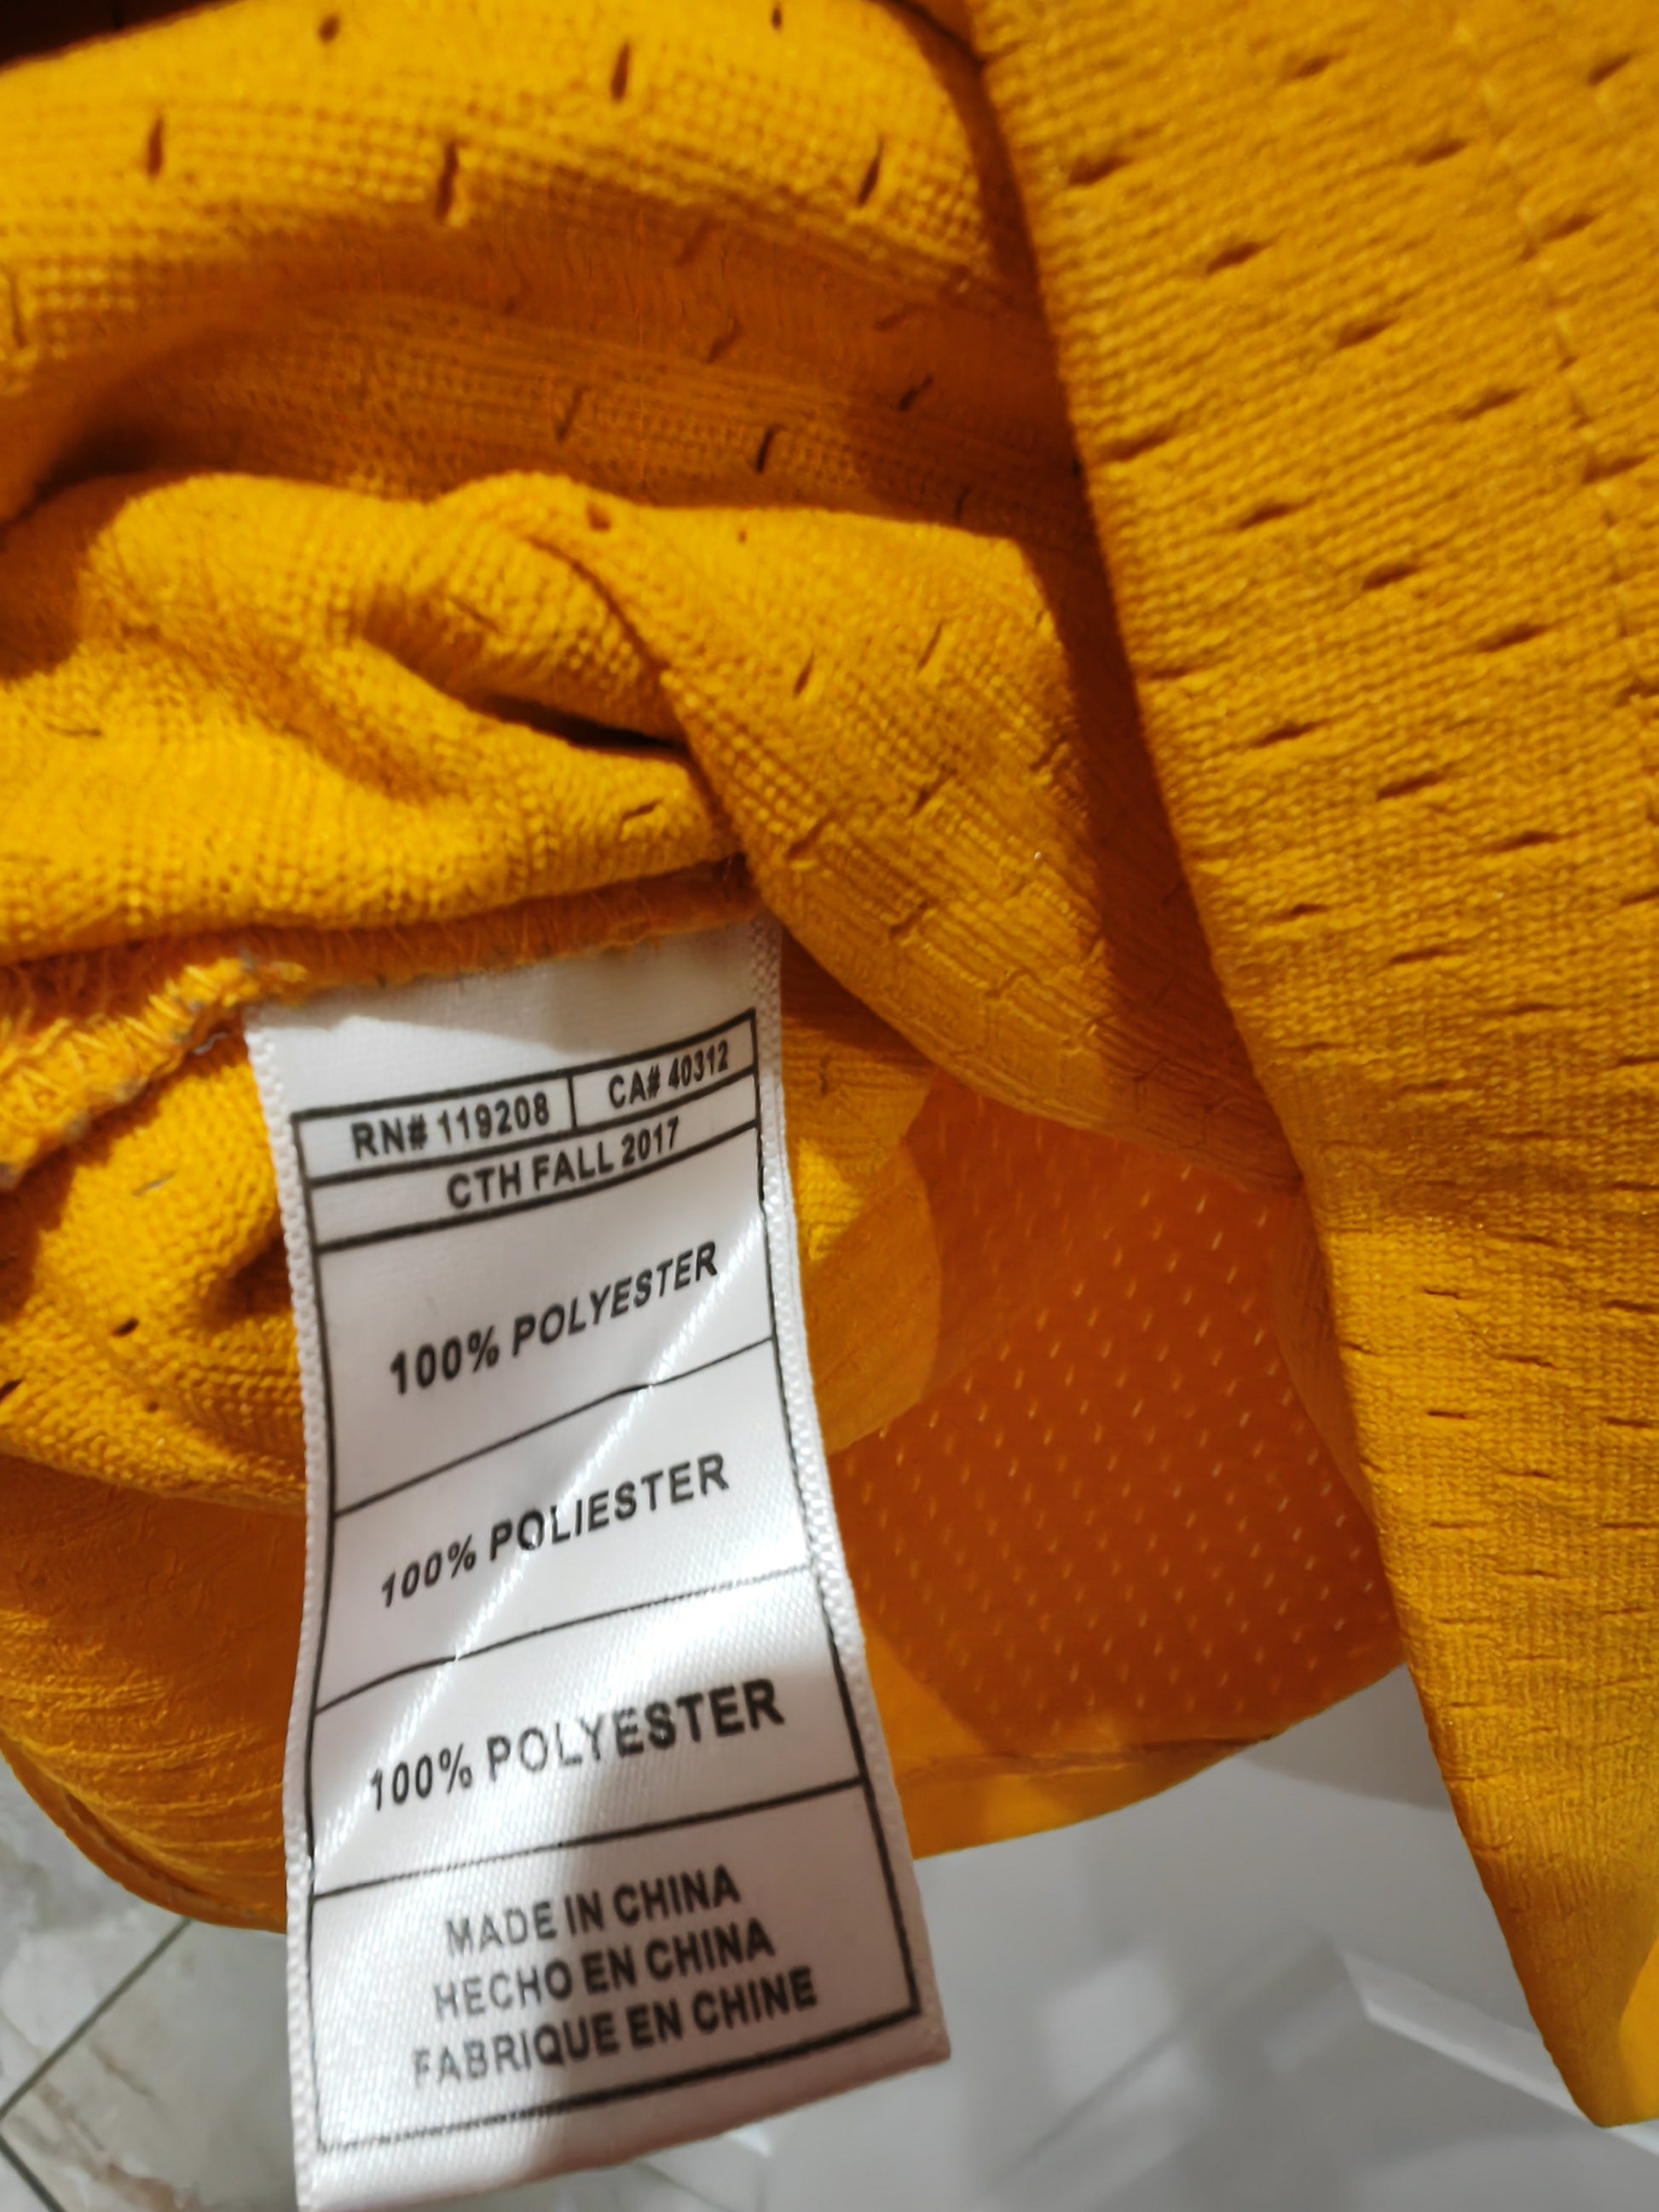 RN# 119208 CA# 40312
CTH FALL 2017
100% POLYESTER
100% POLIESTER
100% POLYESTER
MADE IN CHINA
HECHO EN CHINA
FABRIQUE EN CHINE